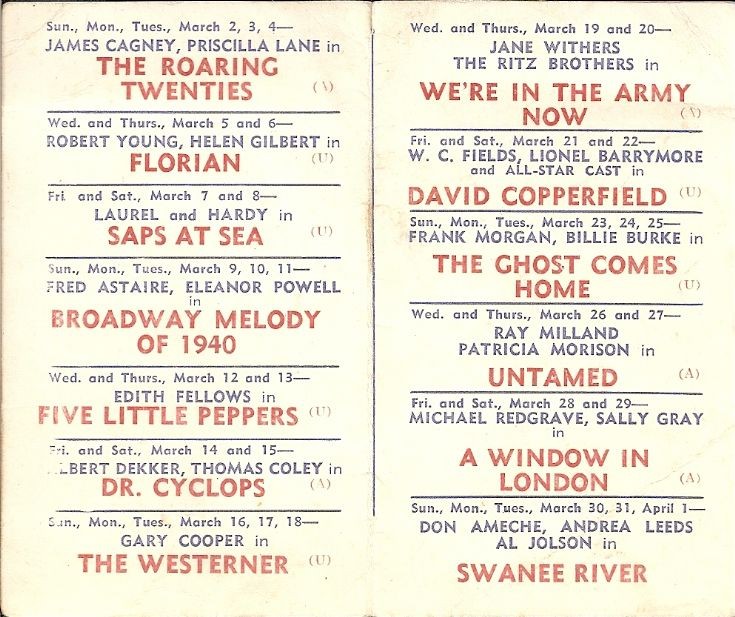 Sun., Mon., Tues., March 2, 3, 4—
JAMES CAGNEY, PRISCILLA LANE in
THE ROARING
TWENTIES (A)
Wed. and Thurs., March 5 and 6—
ROBERT YOUNG, HELEN GILBERT in
FLORIAN (U)
Fri. and Sat., March 7 and 8—
LAUREL and HARDY in
SAPS AT SEA (U)
Sun., Mon., Tues., March 9, 10, 11—
FRED ASTAIRE, ELEANOR POWELL
in
BROADWAY MELODY
OF 1940
Wed. and Thurs., March 12 and 13—
EDITH FELLOWS in
FIVE LITTLE PEPPERS (U)
Fri. and Sat., March 14 and 15—
ALBERT DEKKER, THOMAS COLEY in
DR. CYCLOPS (A)
Sun., Mon., Tues., March 16, 17, 18—
GARY COOPER in
THE WESTERNER (U)
Wed. and Thurs., March 19 and 20—
JANE WITHERS
THE RITZ BROTHERS in
WE'RE IN THE ARMY
NOW (A)
Fri. and Sat., March 21 and 22—
W. C. FIELDS, LIONEL BARRYMORE
and ALL-STAR CAST in
DAVID COPPERFIELD (U)
Sun., Mon., Tues., March 23, 24, 25—
FRANK MORGAN, BILLIE BURKE in
THE GHOST COMES
HOME (U)
Wed. and Thurs., March 26 and 27—
RAY MILLAND
PATRICIA MORISON in
UNTAMED (A)
Fri. and Sat., March 28 and 29—
MICHAEL REDGRAVE, SALLY GRAY
in
A WINDOW IN
LONDON (A)
Sun., Mon., Tues., March 30, 31, April 1—
DON AMECHE, ANDREA LEEDS
AL JOLSON in
SWANEE RIVER